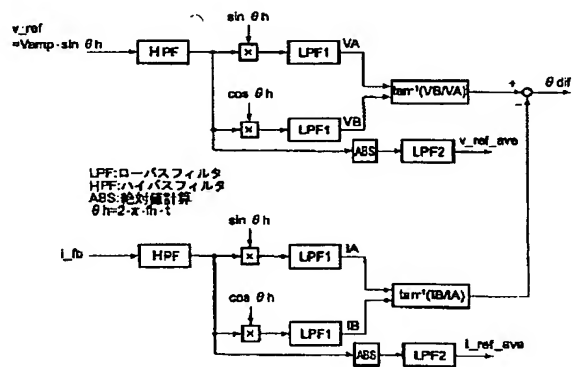 sin θh
v_ref
=Vamp·sin θh
HPF
×
LPF1
VA
cos θh
×
LPF1
VB
tan⁻¹(VB/VA)
+
−
θdif
ABS
LPF2
v_ref_ave
LPF:ローパスフィルタ
HPF:ハイパスフィルタ
ABS:絶対値計算
θh=2·π·fh·t
sin θh
i_fb
HPF
×
LPF1
IA
cos θh
×
LPF1
IB
tan⁻¹(IB/IA)
ABS
LPF2
i_ref_ave